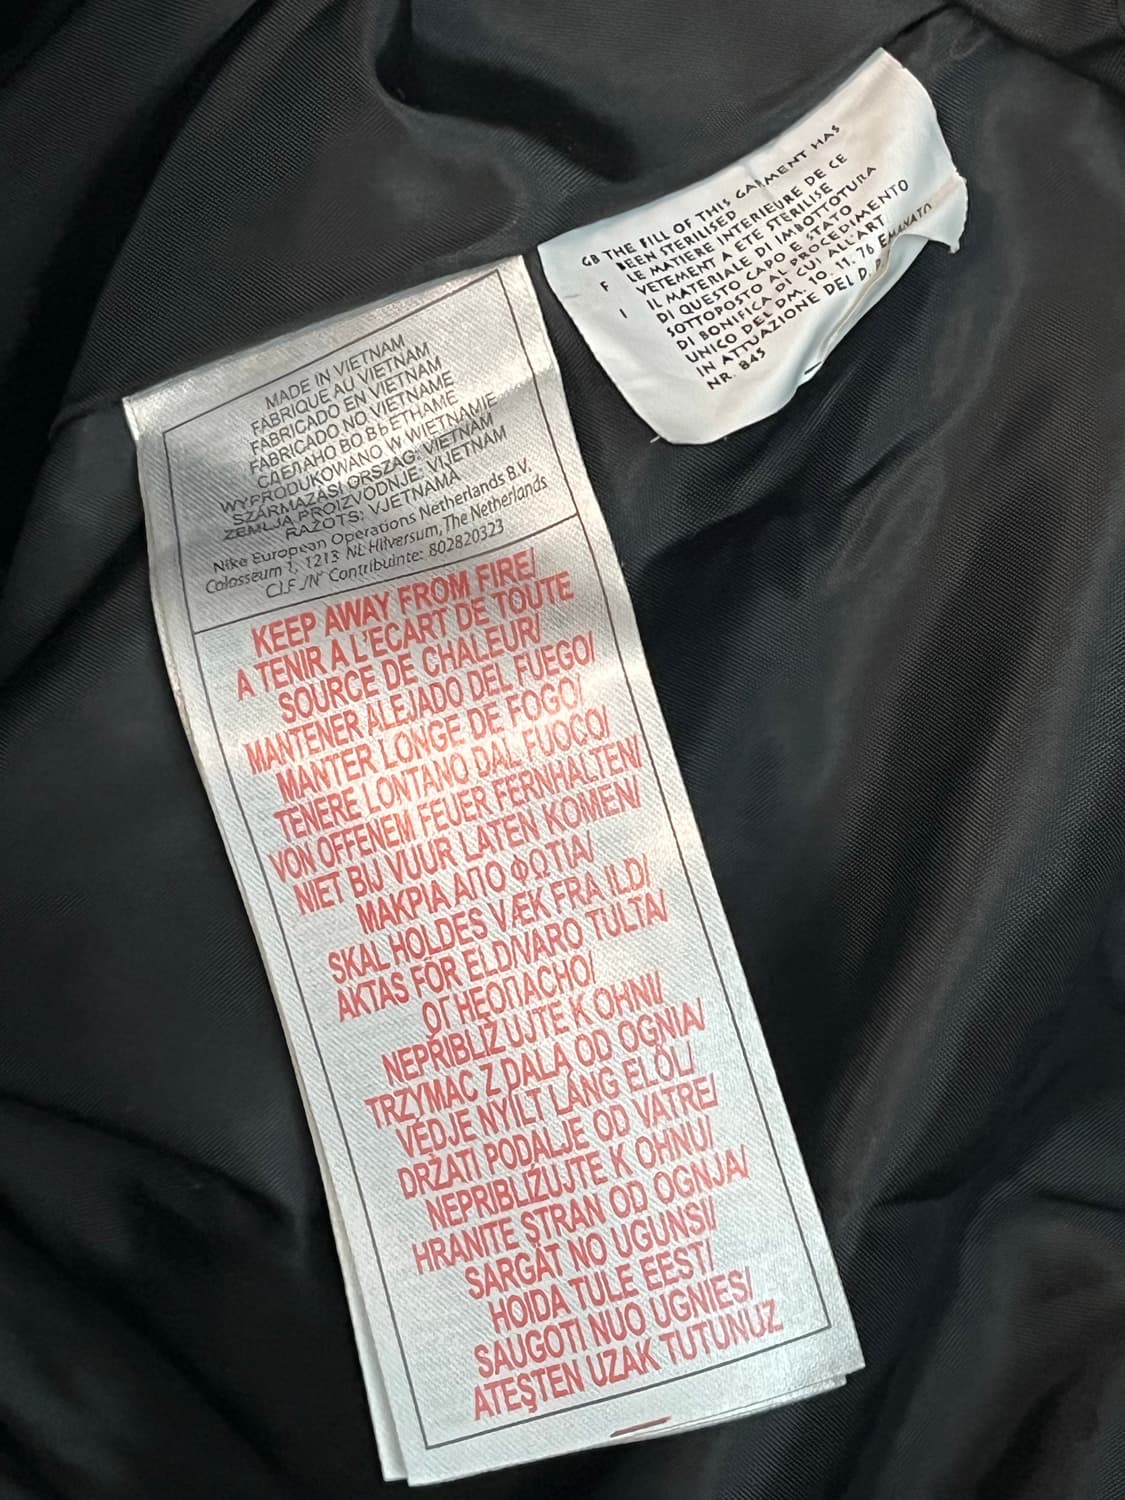 GB THE FILL OF THIS GARMENT HAS
BEEN STERILISED
F LE MATIERE INTERIEURE DE CE
VETEMENT A ETE STERILISE
I IL MATERIALE DI IMBOTTOTURA
DI QUESTO CAPO E STATO
SOTTOPOSTO AL PROCEDIMENTO
DI BONIFICA DI CUI ALL'ART.
UNICO DEL DM. 10. 11. 76 EMANATO
IN ATTUAZIONE DEL D.P.
NR. 845
MADE IN VIETNAM
FABRIQUE AU VIETNAM
FABRICADO EN VIETNAM
FABRICADO NO VIETNAME
СДЕЛАНО ВО ВЬЕТНАМЕ
WYPRODUKOWANO W WIETNAMIE
SZÁRMAZÁSI ORSZÁG: VIETNAM
ZEMLJA PROIZVODNJE: VIJETNAM
RAŽOTS: VJETNAMĀ
Nike European Operations Netherlands B.V.
Colosseum 1, 1213 NL Hilversum, The Netherlands
C.I.F./N° Contribuinte: 802820323
KEEP AWAY FROM FIRE/
A TENIR A L'ECART DE TOUTE
SOURCE DE CHALEUR/
MANTENER ALEJADO DEL FUEGO/
MANTER LONGE DE FOGO/
TENERE LONTANO DAL FUOCO/
VON OFFENEM FEUER FERNHALTEN/
NIET BIJ VUUR LATEN KOMEN/
ΜΑΚΡΙΑ ΑΠΟ ΦΩΤΙΑ/
SKAL HOLDES VÆK FRA ILD/
AKTAS FÖR ELD/VARO TULTA/
ОГНЕОПАСНО/
NEPŘIBLIŽUJTE K OHNI/
TRZYMAC Z DALA OD OGNIA/
VÉDJE NYILT LÁNG ELÖL/
DRŽATI PODALJE OD VATRE/
NEPRIBLIŽUJTE K OHNU/
HRANITE STRAN OD OGNJA/
SARGĀT NO UGUNS/
HOIDA TULE EEST/
SAUGOTI NUO UGNIES/
ATEŞTEN UZAK TUTUNUZ